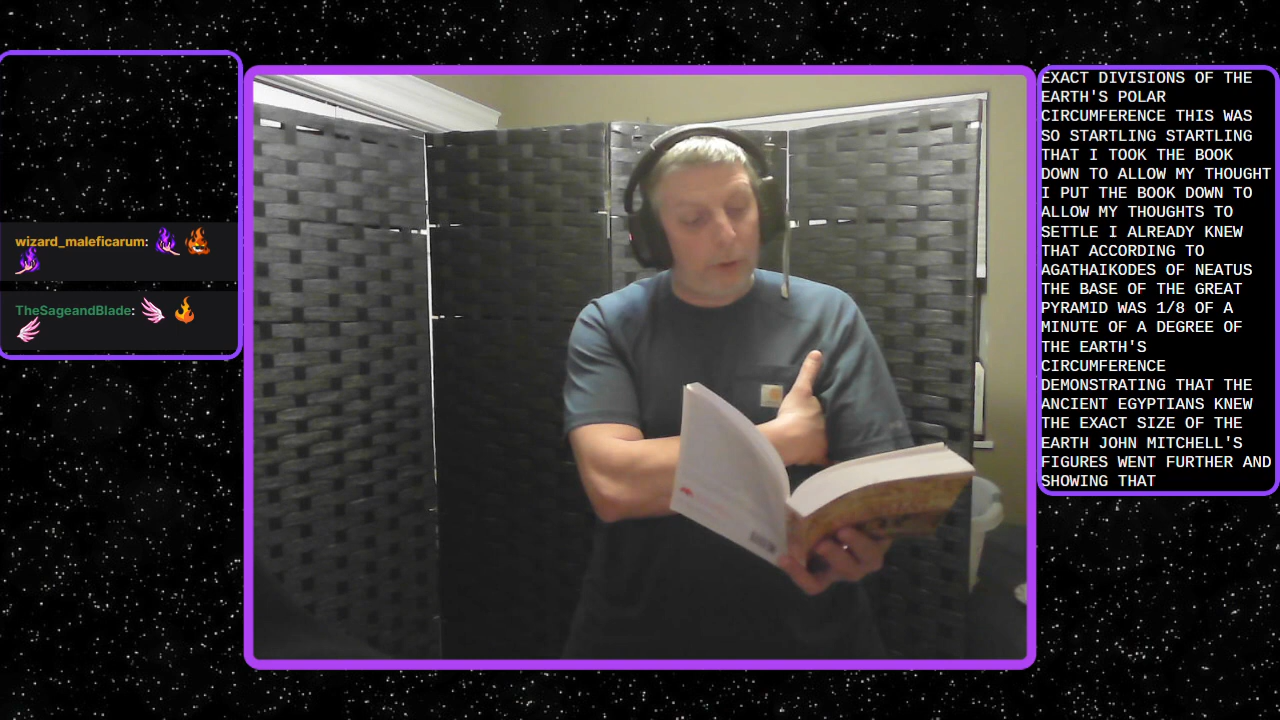 wizard_maleficarum:
TheSageandBlade:
EXACT DIVISIONS OF THE
EARTH'S POLAR
CIRCUMFERENCE THIS WAS
SO STARTLING STARTLING
THAT I TOOK THE BOOK
DOWN TO ALLOW MY THOUGHT
I PUT THE BOOK DOWN TO
ALLOW MY THOUGHTS TO
SETTLE I ALREADY KNEW
THAT ACCORDING TO
AGATHAIKODES OF NEATUS
THE BASE OF THE GREAT
PYRAMID WAS 1/8 OF A
MINUTE OF A DEGREE OF
THE EARTH'S
CIRCUMFERENCE
DEMONSTRATING THAT THE
ANCIENT EGYPTIANS KNEW
THE EXACT SIZE OF THE
EARTH JOHN MITCHELL'S
FIGURES WENT FURTHER AND
SHOWING THAT